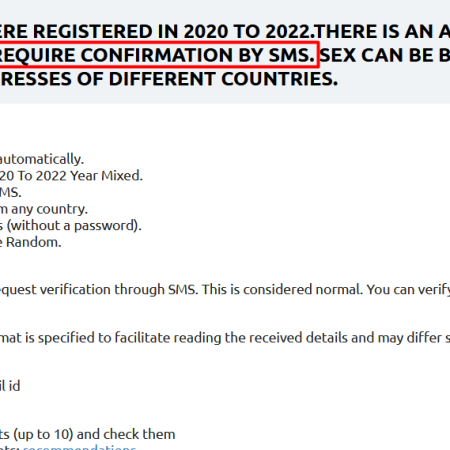 ERE REGISTERED IN 2020 TO 2022.THERE IS AN A
REQUIRE CONFIRMATION BY SMS. SEX CAN BE B
RESSES OF DIFFERENT COUNTRIES.
automatically.
20 To 2022 Year Mixed.
MS.
m any country.
s (without a password).
e Random.
equest verification through SMS. This is considered normal. You can verify
mat is specified to facilitate reading the received details and may differ s
il id
ts (up to 10) and check them
nts: recommendations